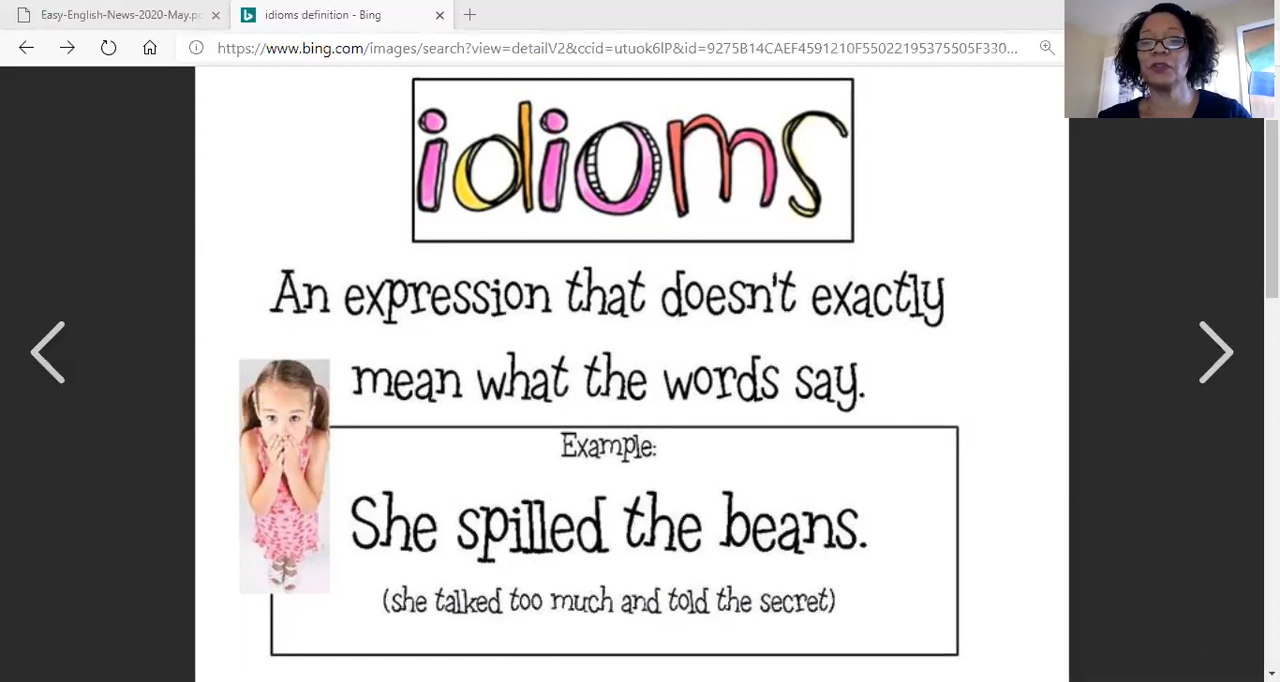 Easy-English-News-2020-May.p
idioms definition - Bing
https://www.bing.com/images/search?view=detailV2&ccid=utuok6lP&id=9275B14CAEF4591210F55022195375505F330...
idioms
An expression that doesn't exactly
mean what the words say.
Example:
She spilled the beans.
(she talked too much and told the secret)